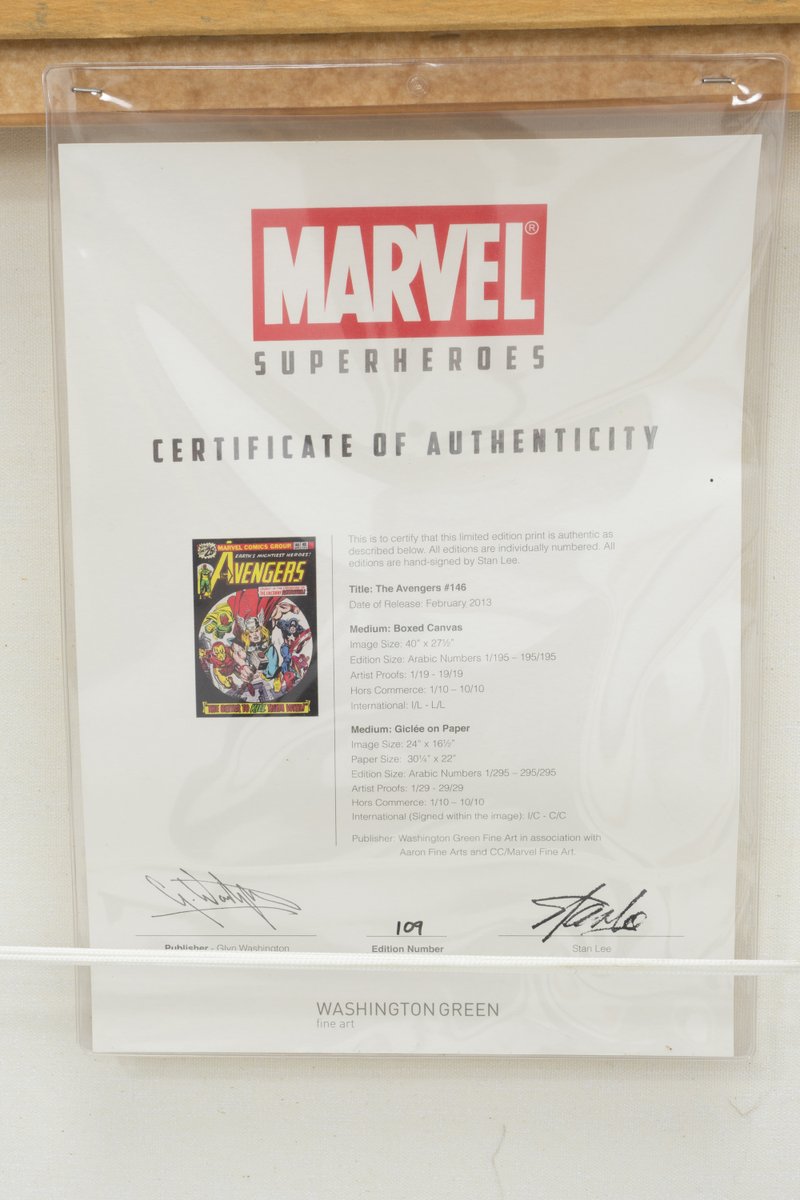 MARVEL®
SUPERHEROES
CERTIFICATE OF AUTHENTICITY
MARVEL COMICS GROUP
EARTH'S MIGHTIEST HEROES!
AVENGERS
This is to certify that this limited edition print is authentic as
described below. All editions are individually numbered. All
editions are hand-signed by Stan Lee.
Title: The Avengers #146
Date of Release: February 2013
Medium: Boxed Canvas
Image Size: 40" x 27½"
Edition Size: Arabic Numbers 1/195 – 195/195
Artist Proofs: 1/19 - 19/19
Hors Commerce: 1/10 – 10/10
International: I/L - L/L
Medium: Giclée on Paper
Image Size: 24" x 16½"
Paper Size: 30¼" x 22"
Edition Size: Arabic Numbers 1/295 – 295/295
Artist Proofs: 1/29 - 29/29
Hors Commerce: 1/10 – 10/10
International (Signed within the image): I/C - C/C
Publisher: Washington Green Fine Art in association with
Aaron Fine Arts and CC/Marvel Fine Art.
109
Publisher - Glyn Washington
Edition Number
Stan Lee
WASHINGTON GREEN
fine art